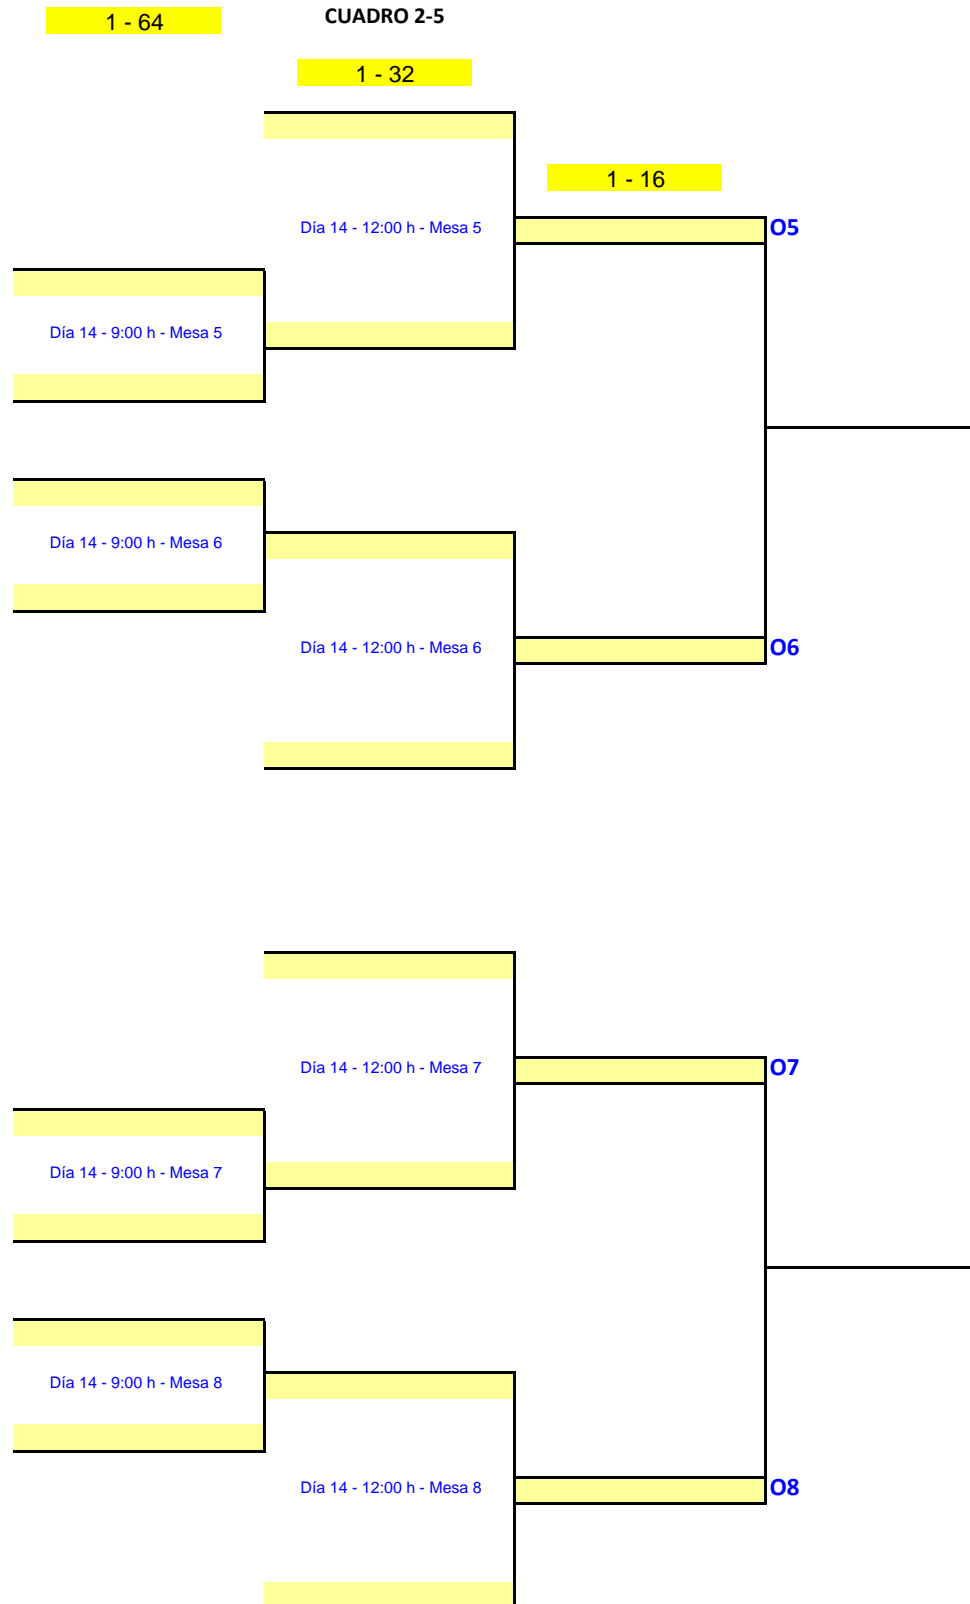 1 - 64
CUADRO 2-5
1 - 32
1 - 16
Día 14 - 12:00 h - Mesa 5
O5
Día 14 - 9:00 h - Mesa 5
Día 14 - 9:00 h - Mesa 6
Día 14 - 12:00 h - Mesa 6
O6
Día 14 - 12:00 h - Mesa 7
O7
Día 14 - 9:00 h - Mesa 7
Día 14 - 9:00 h - Mesa 8
Día 14 - 12:00 h - Mesa 8
O8